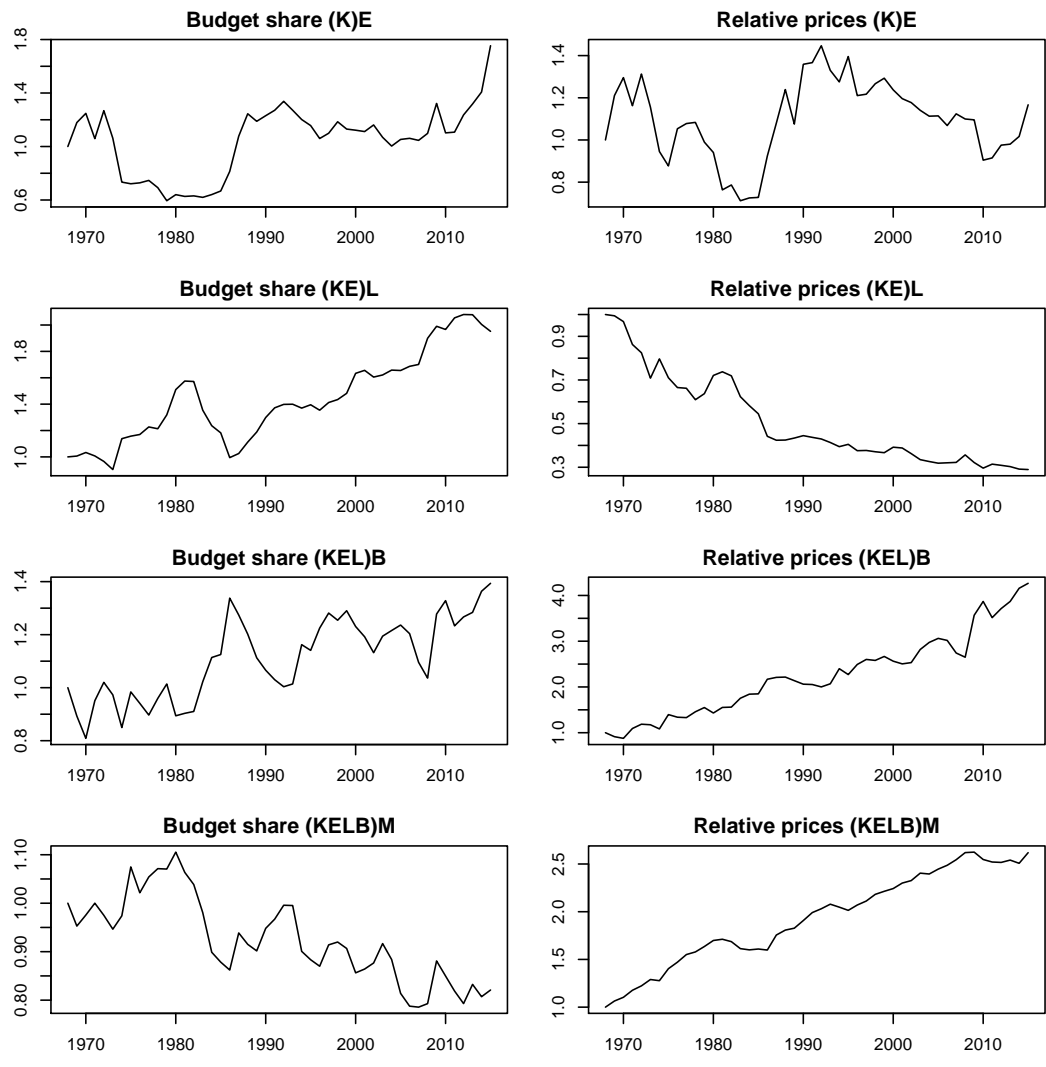 Budget share (K)E
0.6 1.0 1.4 1.8
1970 1980 1990 2000 2010
Relative prices (K)E
0.8 1.0 1.2 1.4
1970 1980 1990 2000 2010
Budget share (KE)L
1.0 1.4 1.8
1970 1980 1990 2000 2010
Relative prices (KE)L
0.3 0.5 0.7 0.9
1970 1980 1990 2000 2010
Budget share (KEL)B
0.8 1.0 1.2 1.4
1970 1980 1990 2000 2010
Relative prices (KEL)B
1.0 2.0 3.0 4.0
1970 1980 1990 2000 2010
Budget share (KELB)M
0.80 0.90 1.00 1.10
1970 1980 1990 2000 2010
Relative prices (KELB)M
1.0 1.5 2.0 2.5
1970 1980 1990 2000 2010